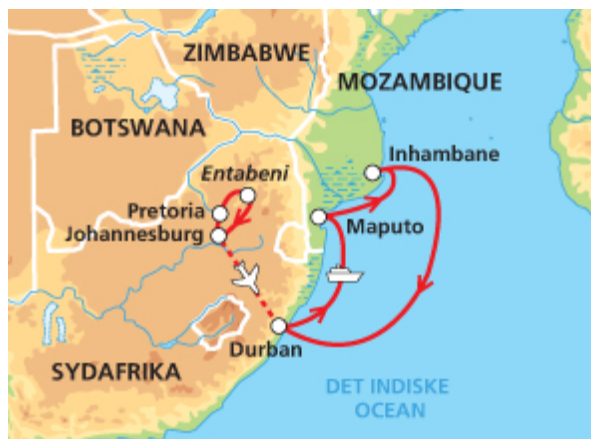 ZIMBABWE
MOZAMBIQUE
BOTSWANA
Inhambane
Entabeni
Pretoria
Maputo
Johannesburg
Durban
SYDAFRIKA
DET INDISKE
OCEAN